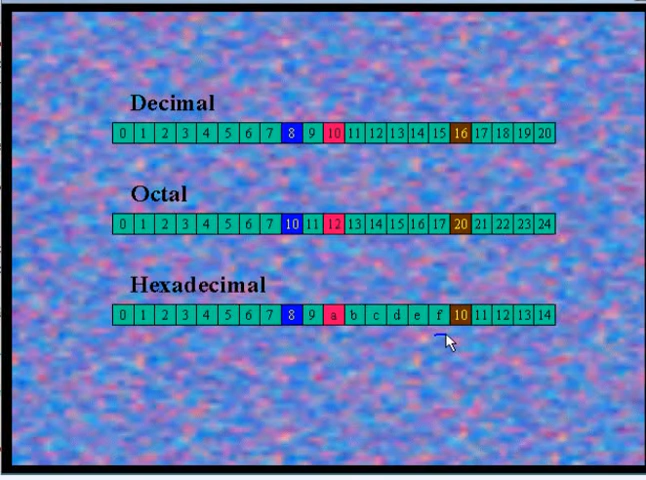 Decimal
0 1 2 3 4 5 6 7 8 9 10 11 12 13 14 15 16 17 18 19 20
Octal
0 1 2 3 4 5 6 7 10 11 12 13 14 15 16 17 20 21 22 23 24
Hexadecimal
0 1 2 3 4 5 6 7 8 9 a b c d e f 10 11 12 13 14